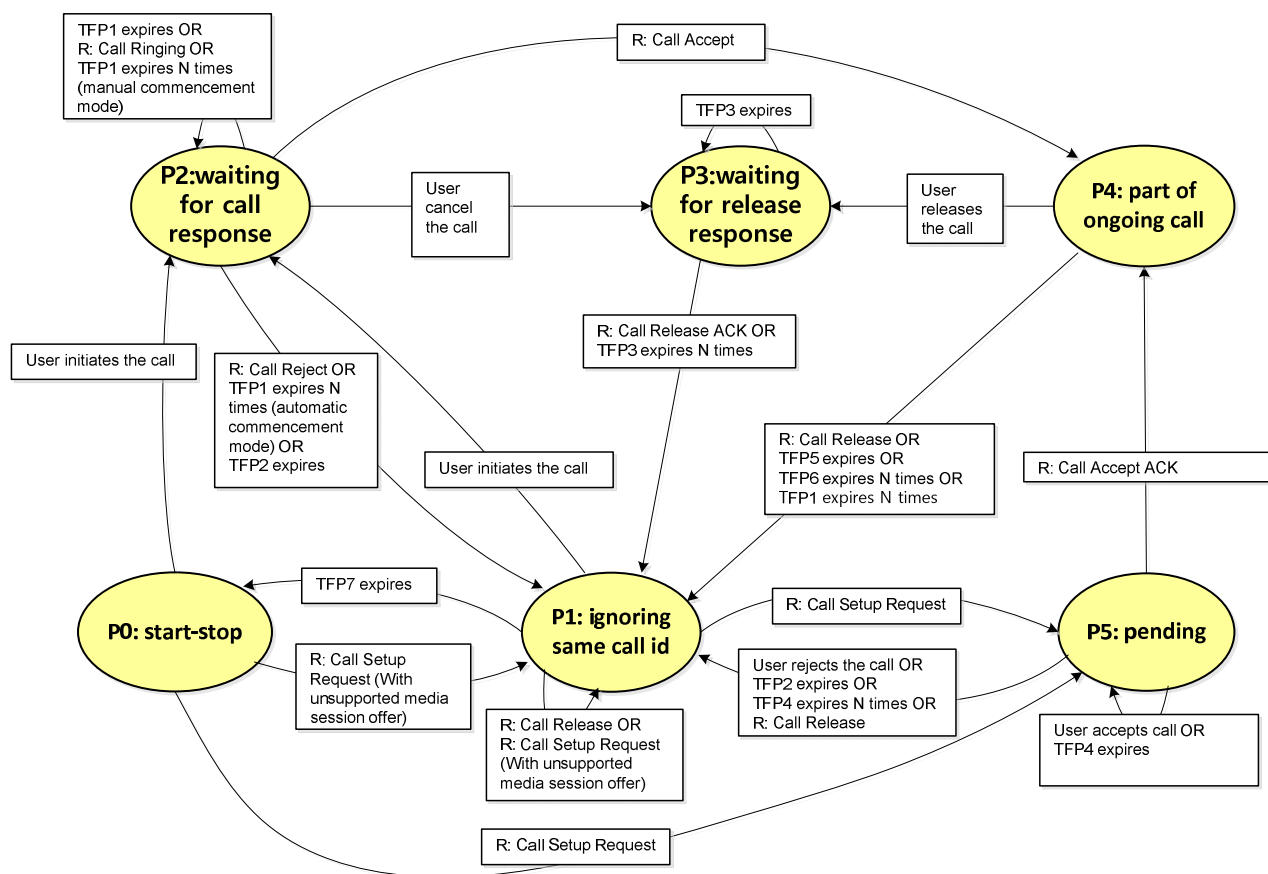 TFP1 expires OR
R: Call Ringing OR
TFP1 expires N times
(manual commencement
mode)
R: Call Accept
TFP3 expires
P2:waiting
for call
response
User
cancel
the call
P3:waiting
for release
response
User
releases
the call
P4: part of
ongoing call
User initiates the call
R: Call Reject OR
TFP1 expires N
times (automatic
commencement
mode) OR
TFP2 expires
R: Call Release ACK OR
TFP3 expires N times
User initiates the call
R: Call Release OR
TFP5 expires OR
TFP6 expires N times OR
TFP1 expires N times
R: Call Accept ACK
P0: start-stop
TFP7 expires
R: Call Setup
Request (With
unsupported media
session offer)
P1: ignoring
same call id
R: Call Setup Request
P5: pending
R: Call Release OR
R: Call Setup Request
(With unsupported
media session offer)
User rejects the call OR
TFP2 expires OR
TFP4 expires N times OR
R: Call Release
User accepts call OR
TFP4 expires
R: Call Setup Request